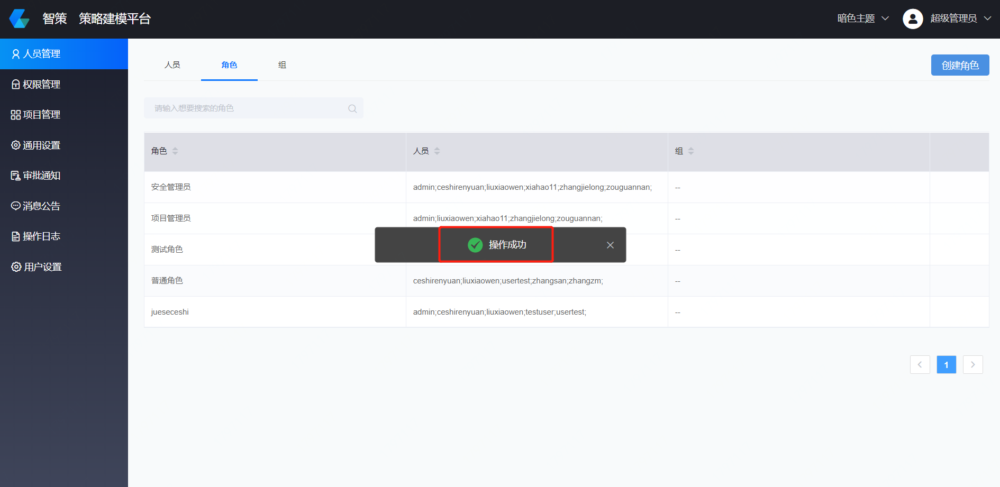 智策 策略建模平台
暗色主题
超级管理员
人员管理
权限管理
项目管理
通用设置
审批通知
消息公告
操作日志
用户设置
人员 角色 组
创建角色
请输入想要搜索的角色
角色 人员 组
安全管理员 admin;ceshirenyuan;liuxiaowen;xiahao11;zhangjielong;zouguannan; --
项目管理员 admin;liuxiaowen;xiahao11;zhangjielong;zouguannan; --
测试角色 --
操作成功
普通角色 ceshirenyuan;liuxiaowen;usertest;zhangsan;zhangzm; --
jueseceshi admin;ceshirenyuan;liuxiaowen;testuser;usertest; --
1